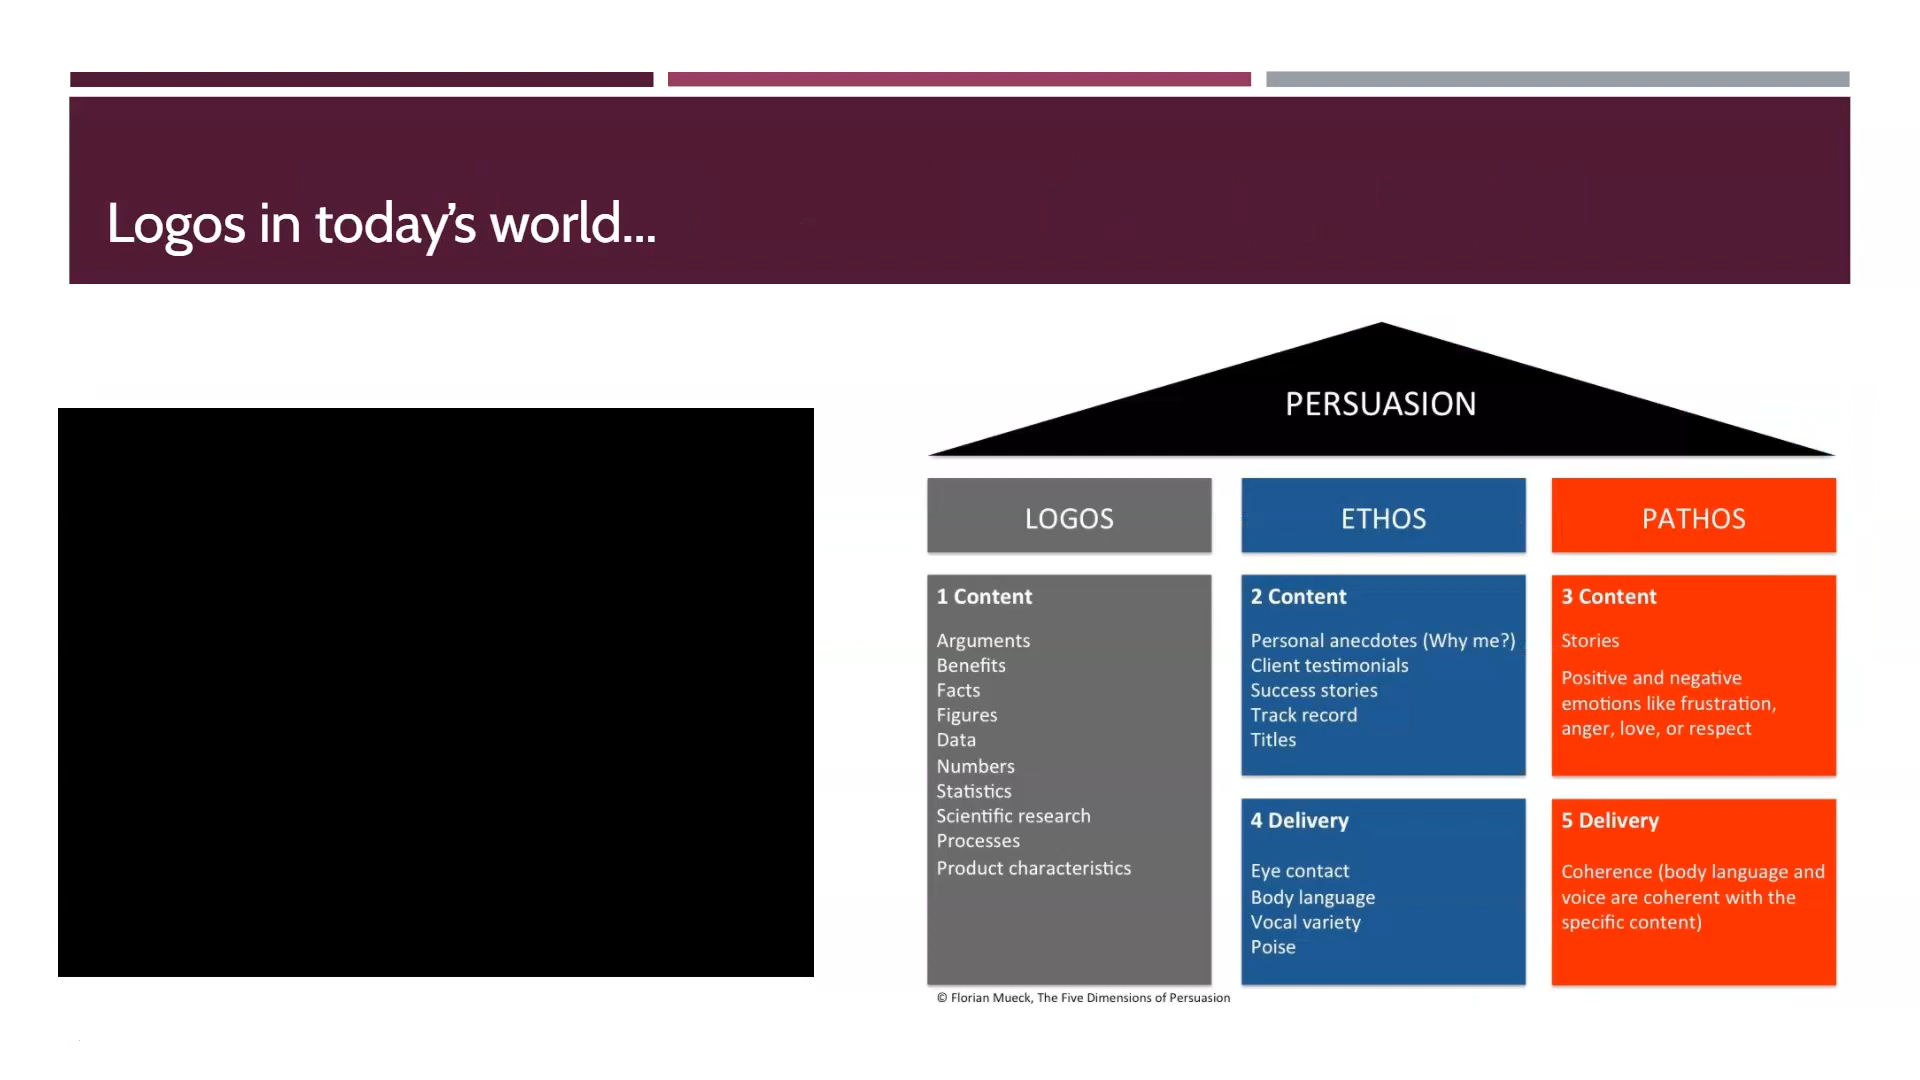 Logos in today's world...
PERSUASION
LOGOS
ETHOS
PATHOS
1 Content
Arguments
Benefits
Facts
Figures
Data
Numbers
Statistics
Scientific research
Processes
Product characteristics
2 Content
Personal anecdotes (Why me?)
Client testimonials
Success stories
Track record
Titles
3 Content
Stories
Positive and negative
emotions like frustration,
anger, love, or respect
4 Delivery
Eye contact
Body language
Vocal variety
Poise
5 Delivery
Coherence (body language and
voice are coherent with the
specific content)
© Florian Mueck, The Five Dimensions of Persuasion